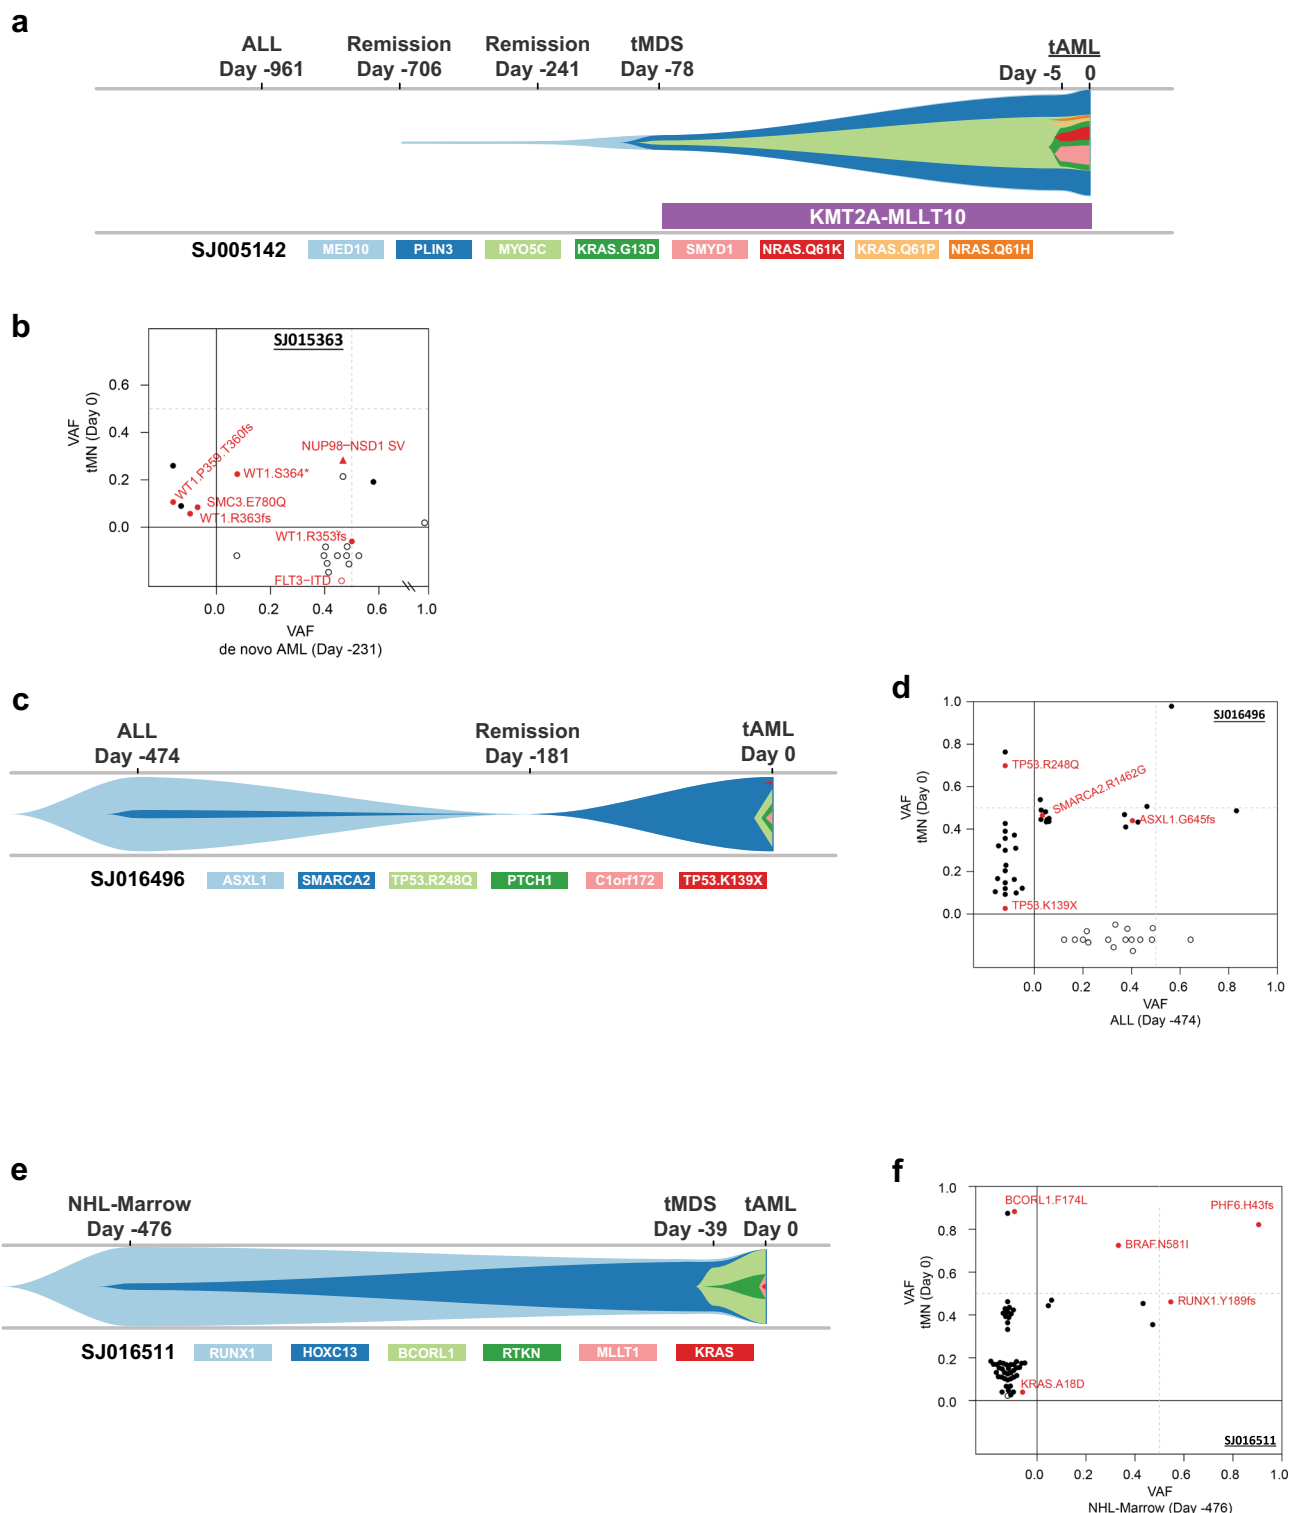 a
ALL Remission Remission tMDS tAML
Day -961 Day -706 Day -241 Day -78 Day -5 0
KMT2A-MLLT10
SJ005142 MED10 PLIN3 MYO5C KRAS.G13D SMYD1 NRAS.Q61K KRAS.Q61P NRAS.Q61H
b
SJ015363
VAF
tMN (Day 0)
0.6
0.4
0.2
0.0
WT1.P359.T360fs
NUP98-NSD1 SV
WT1.S364*
SMC3.E780Q
WT1.R363fs
WT1.R353fs
FLT3-ITD
0.0 0.2 0.4 0.6 1.0
VAF
de novo AML (Day -231)
c
ALL Remission tAML
Day -474 Day -181 Day 0
SJ016496 ASXL1 SMARCA2 TP53.R248Q PTCH1 C1orf172 TP53.K139X
d
SJ016496
VAF
tMN (Day 0)
1.0
0.8
0.6
0.4
0.2
0.0
TP53.R248Q
SMARCA2.R1462G
ASXL1.G645fs
TP53.K139X
0.0 0.2 0.4 0.6 0.8 1.0
VAF
ALL (Day -474)
e
NHL-Marrow tMDS tAML
Day -476 Day -39 Day 0
SJ016511 RUNX1 HOXC13 BCORL1 RTKN MLLT1 KRAS
f
VAF
tMN (Day 0)
1.0
0.8
0.6
0.4
0.2
0.0
BCORL1.F174L
PHF6.H43fs
BRAF.N581I
RUNX1.Y189fs
KRAS.A18D
SJ016511
0.0 0.2 0.4 0.6 0.8 1.0
VAF
NHL-Marrow (Day -476)